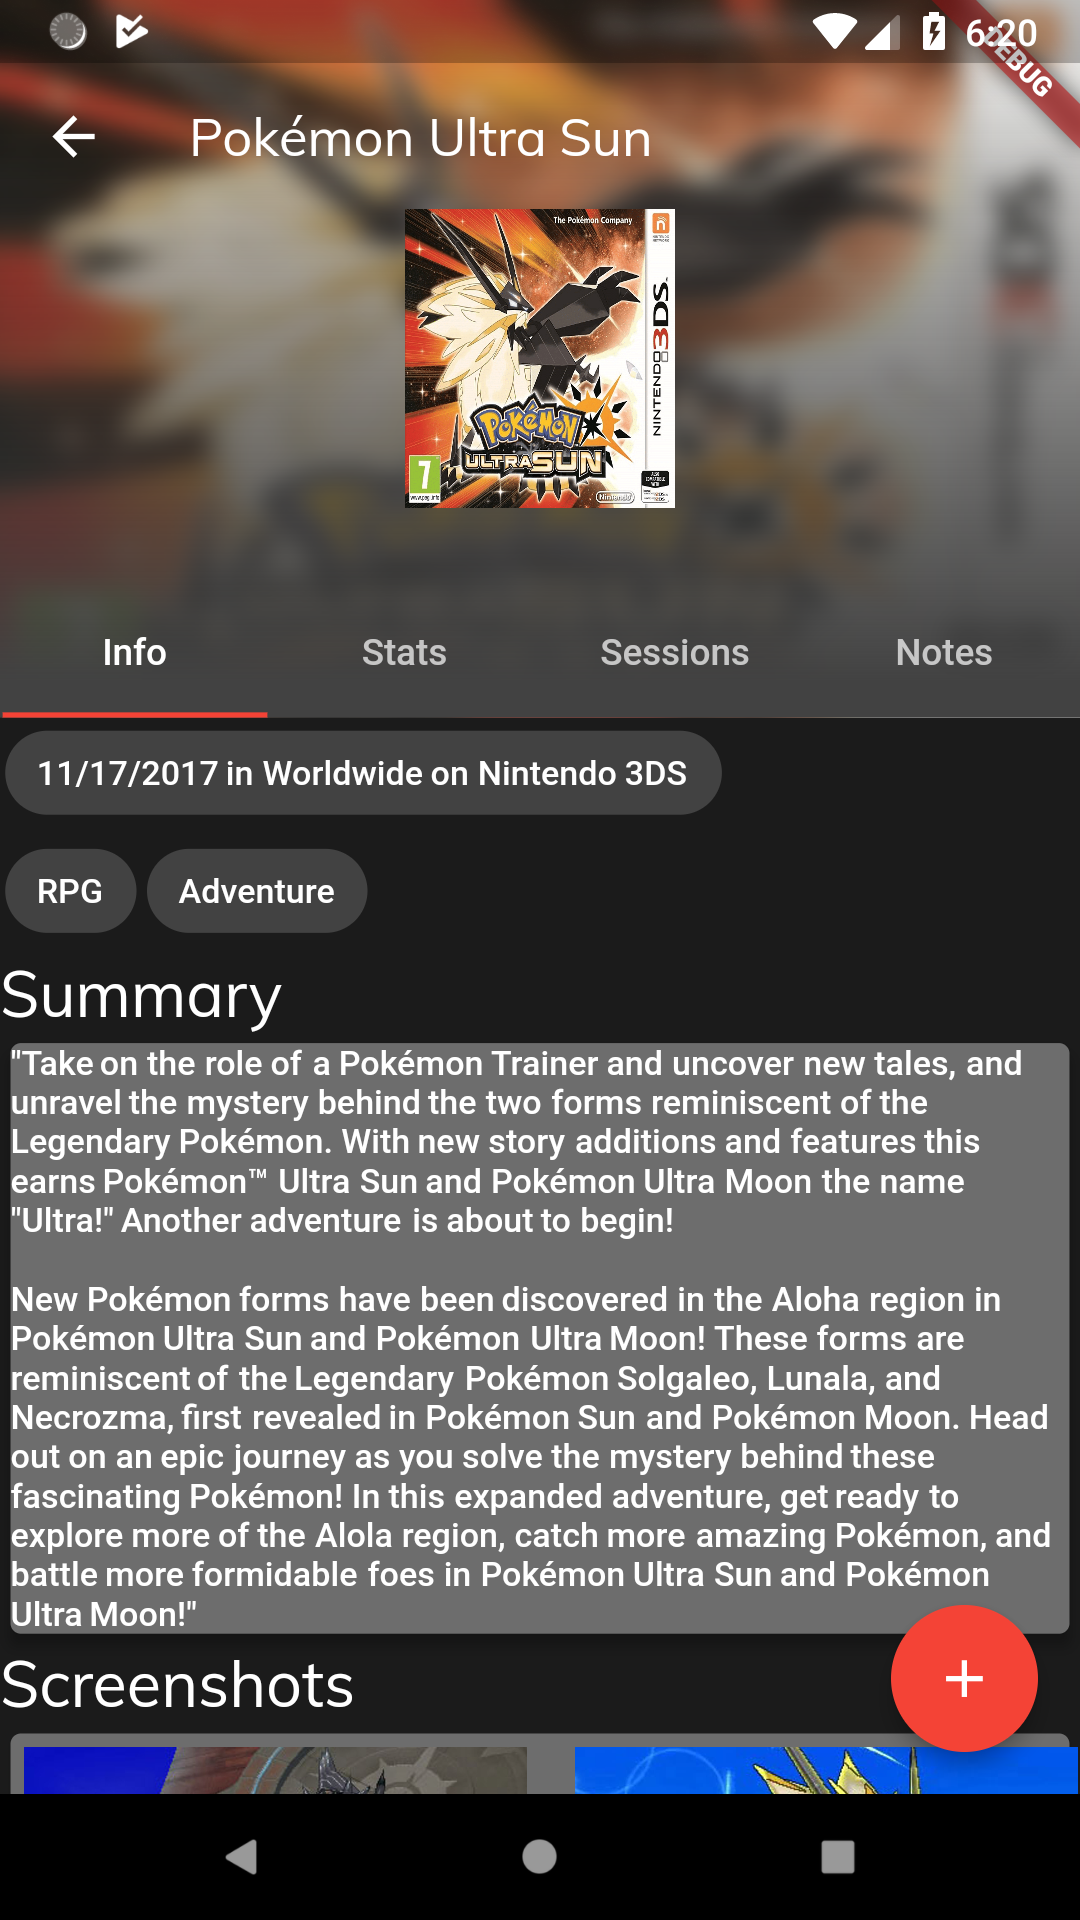 6:20
DEBUG
Pokémon Ultra Sun
The Pokémon Company
NINTENDO 3DS
POKéMON
ULTRA SUN
7
www.pegi.info
Nintendo
Info
Stats
Sessions
Notes
11/17/2017 in Worldwide on Nintendo 3DS
RPG
Adventure
Summary
"Take on the role of a Pokémon Trainer and uncover new tales, and
unravel the mystery behind the two forms reminiscent of the
Legendary Pokémon. With new story additions and features this
earns Pokémon™ Ultra Sun and Pokémon Ultra Moon the name
"Ultra!" Another adventure is about to begin!
New Pokémon forms have been discovered in the Aloha region in
Pokémon Ultra Sun and Pokémon Ultra Moon! These forms are
reminiscent of the Legendary Pokémon Solgaleo, Lunala, and
Necrozma, first revealed in Pokémon Sun and Pokémon Moon. Head
out on an epic journey as you solve the mystery behind these
fascinating Pokémon! In this expanded adventure, get ready to
explore more of the Alola region, catch more amazing Pokémon, and
battle more formidable foes in Pokémon Ultra Sun and Pokémon
Ultra Moon!"
Screenshots